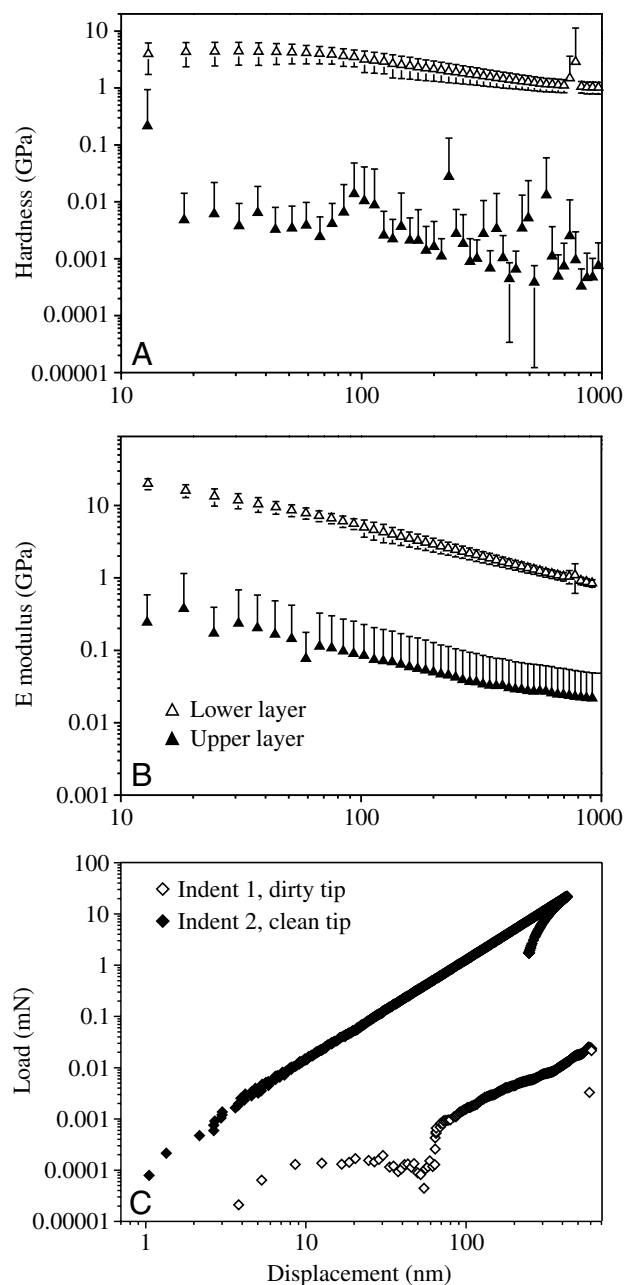 10
1
0.1
0.01
0.001
0.0001
0.00001
Hardness (GPa)
A
10
100
1000
10
1
0.1
0.01
0.001
E modulus (GPa)
Lower layer
Upper layer
B
10
100
1000
100
10
1
0.1
0.01
0.001
0.0001
0.00001
Load (mN)
Indent 1, dirty tip
Indent 2, clean tip
C
1
10
100
Displacement (nm)